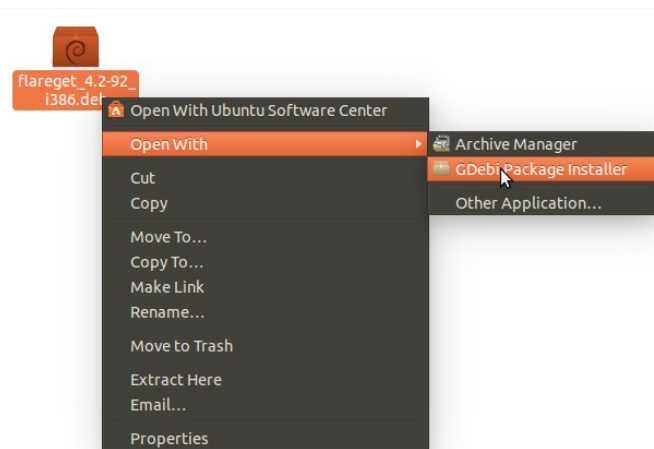 flareget_4.2-92_
i386.deb
Open With Ubuntu Software Center
Open With
Archive Manager
GDebi Package Installer
Other Application...
Cut
Copy
Move To...
Copy To...
Make Link
Rename...
Move to Trash
Extract Here
Email...
Properties